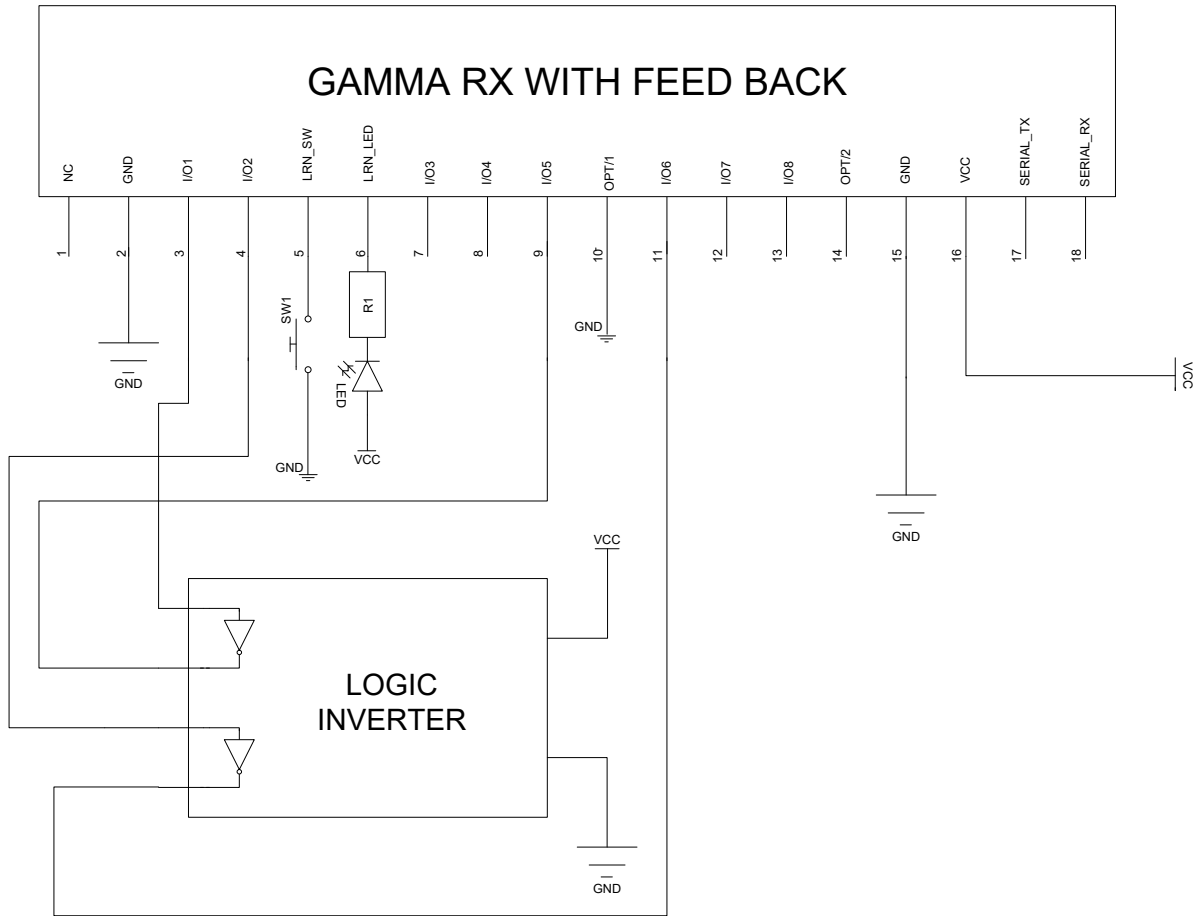 GAMMA RX WITH FEED BACK
NC
GND
I/O1
I/O2
LRN_SW
LRN_LED
I/O3
I/O4
I/O5
OPT/1
I/O6
I/O7
I/O8
OPT/2
GND
VCC
SERIAL_TX
SERIAL_RX
1
2
3
4
5
6
7
8
9
10
11
12
13
14
15
16
17
18
SW1
R1
GND
GND
LED
VCC
VCC
GND
GND
VCC
LOGIC
INVERTER
GND